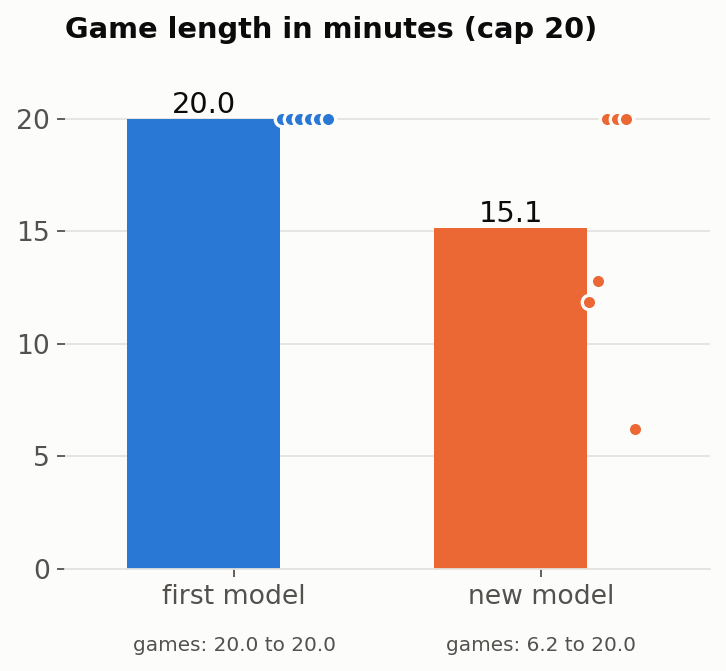 Game length in minutes (cap 20)
20.0
20
15.1
15
10
5
0
first model
new model
games: 20.0 to 20.0
games: 6.2 to 20.0